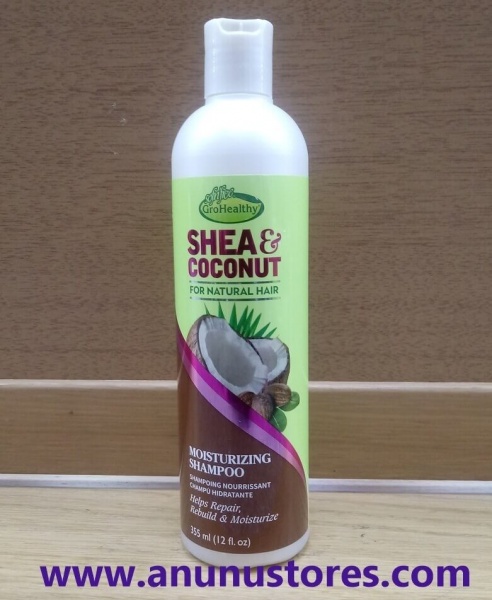 sofn'free
GroHealthy
SHEA &
COCONUT
FOR NATURAL HAIR
MOISTURIZING
SHAMPOO
SHAMPOING NOURRISSANT
CHAMPÚ HIDRATANTE
Helps Repair,
Rebuild & Moisturize
355 ml (12 fl. oz)
www.anunustores.com